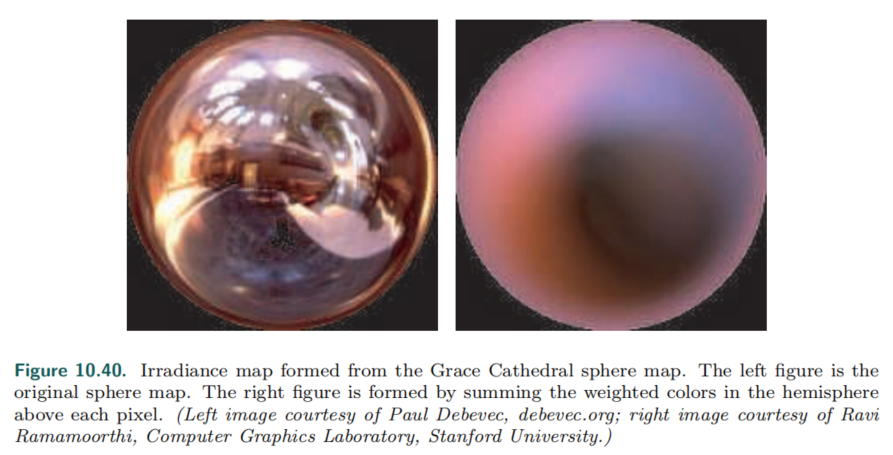 Figure 10.40. Irradiance map formed from the Grace Cathedral sphere map. The left figure is the
original sphere map. The right figure is formed by summing the weighted colors in the hemisphere
above each pixel. (Left image courtesy of Paul Debevec, debevec.org; right image courtesy of Ravi
Ramamoorthi, Computer Graphics Laboratory, Stanford University.)